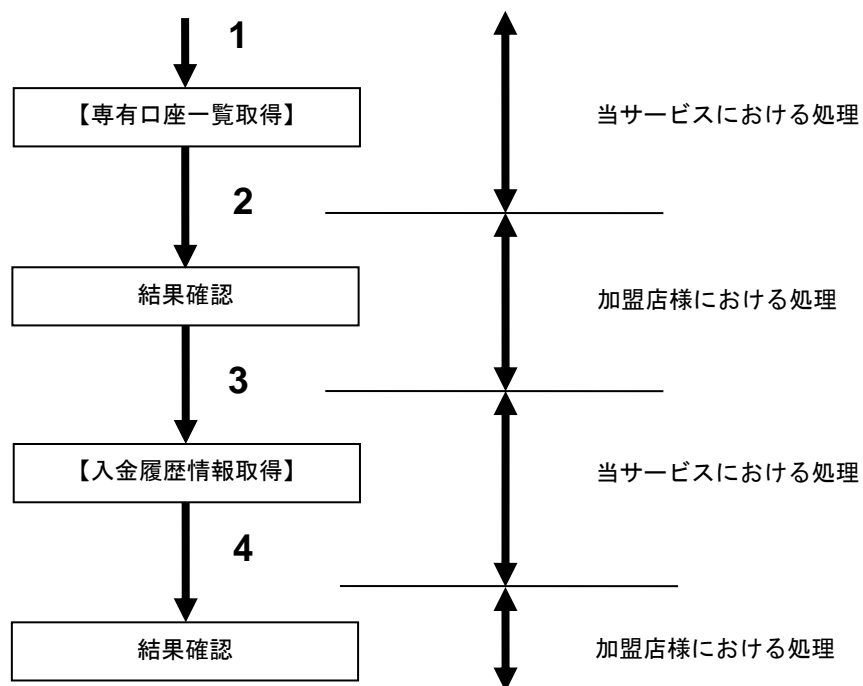 1
【専有口座一覧取得】
当サービスにおける処理
2
結果確認
加盟店様における処理
3
【入金履歴情報取得】
当サービスにおける処理
4
結果確認
加盟店様における処理